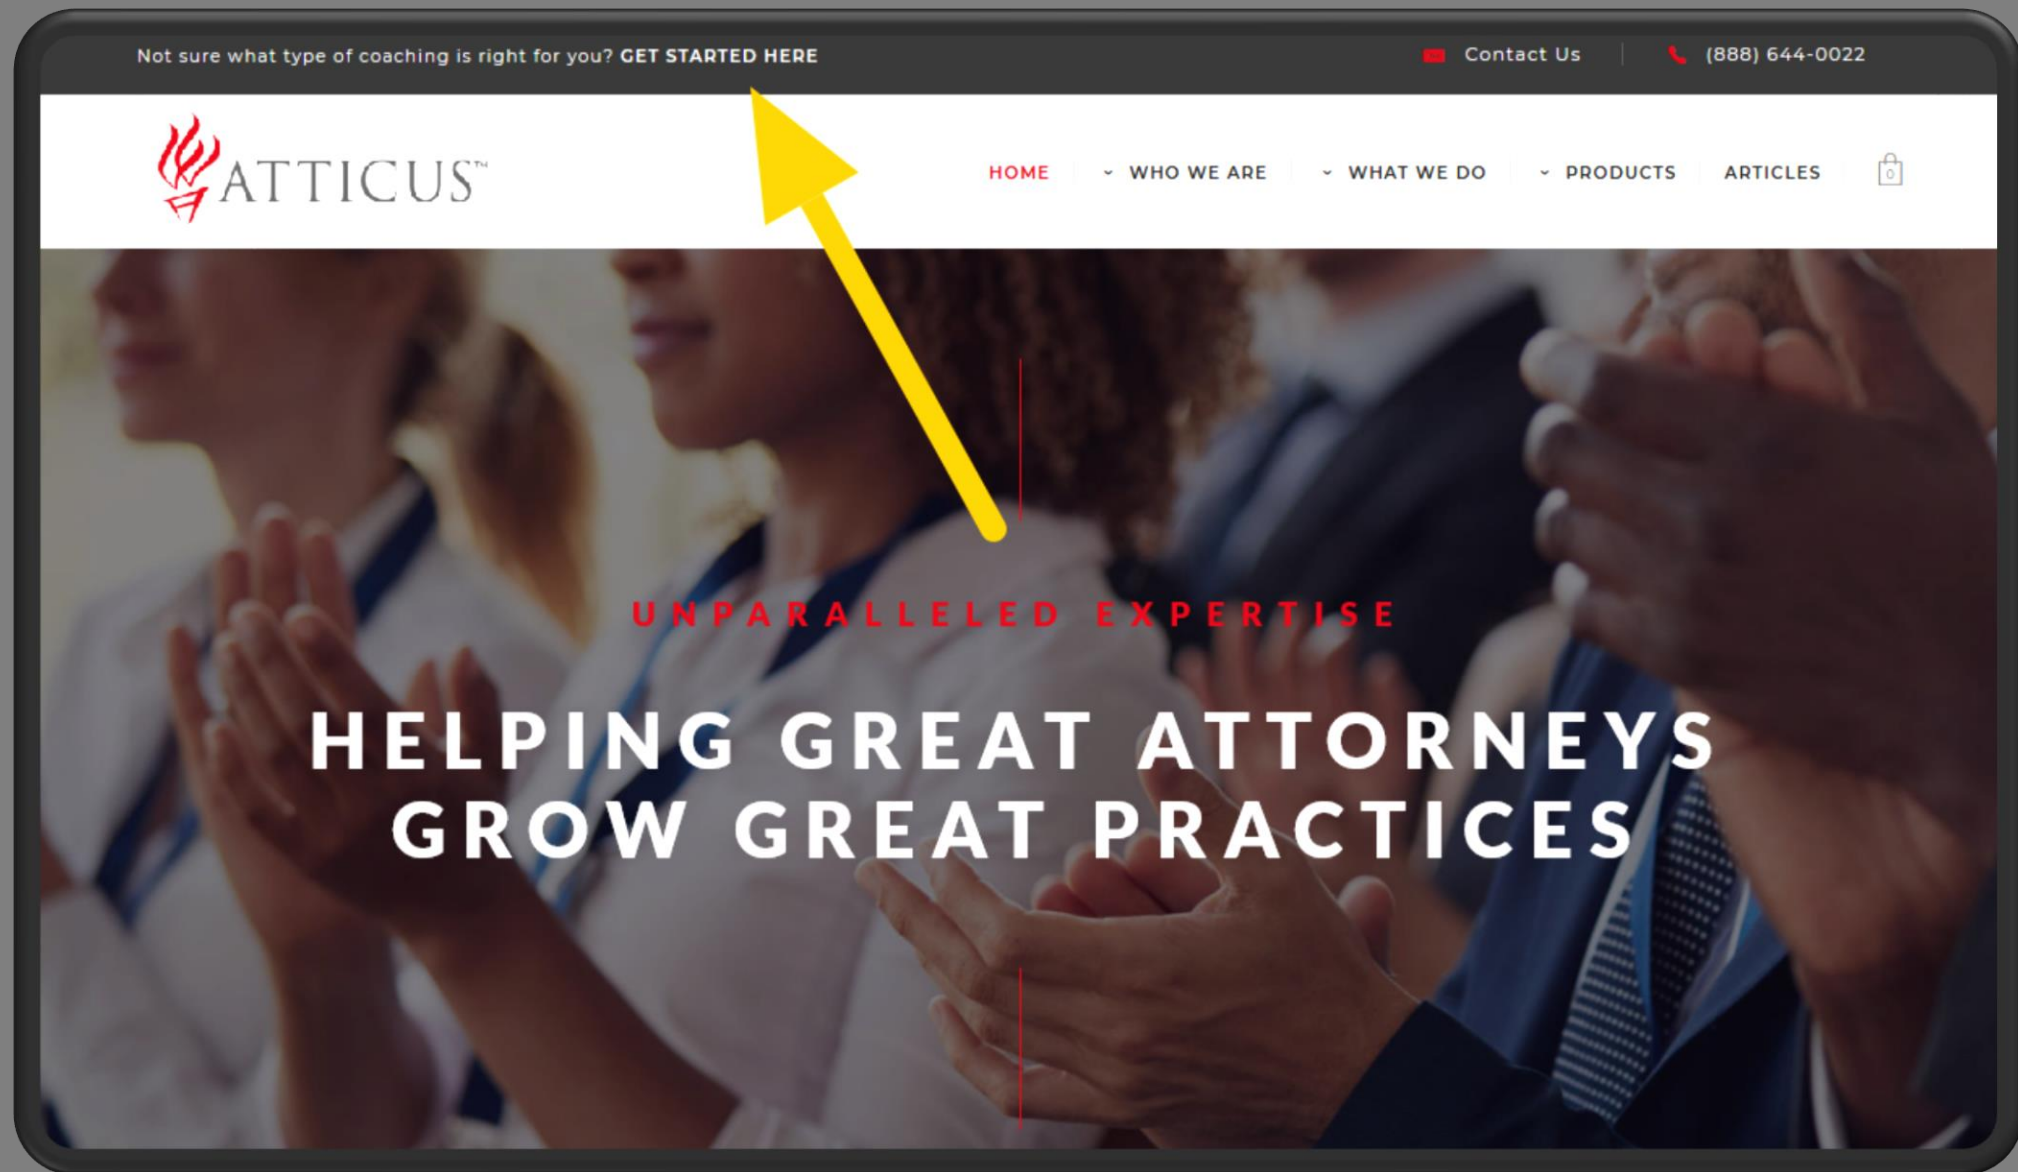 Not sure what type of coaching is right for you? GET STARTED HERE
Contact Us
(888) 644-0022
ATTICUS™
HOME
WHO WE ARE
WHAT WE DO
PRODUCTS
ARTICLES
0
UNPARALLELED EXPERTISE
HELPING GREAT ATTORNEYS
GROW GREAT PRACTICES